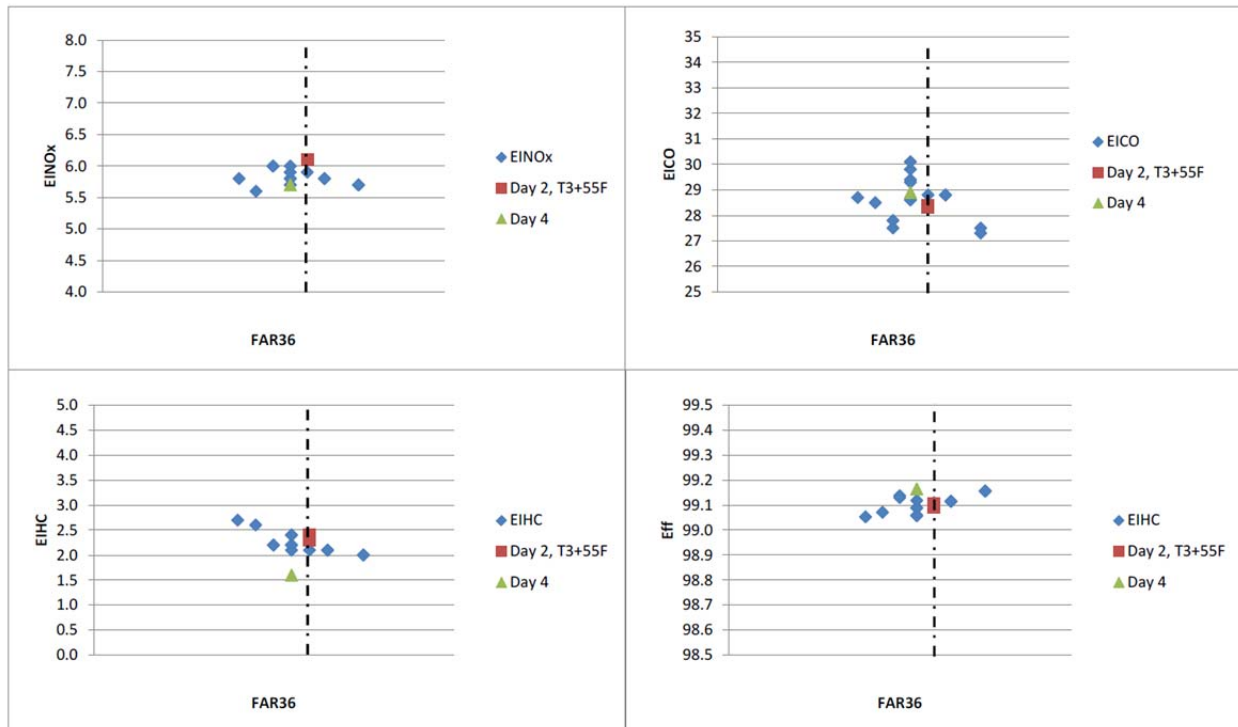 8.0
7.5
7.0
6.5
6.0
5.5
5.0
4.5
4.0
EINOx
FAR36
EINOx
Day 2, T3+55F
Day 4
35
34
33
32
31
30
29
28
27
26
25
EICO
FAR36
EICO
Day 2, T3+55F
Day 4
5.0
4.5
4.0
3.5
3.0
2.5
2.0
1.5
1.0
0.5
0.0
EIHC
FAR36
EIHC
Day 2, T3+55F
Day 4
99.5
99.4
99.3
99.2
99.1
99.0
98.9
98.8
98.7
98.6
98.5
Eff
FAR36
EIHC
Day 2, T3+55F
Day 4